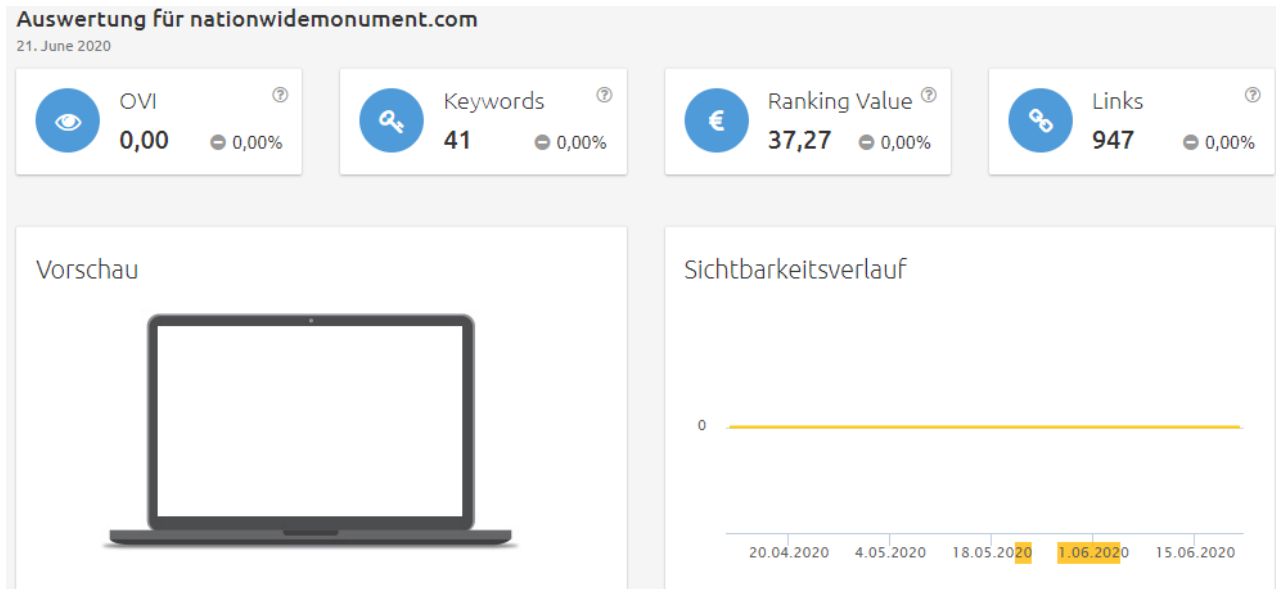 Auswertung für nationwidemonument.com
21. June 2020
OVI
0,00 0,00%
Keywords
41 0,00%
Ranking Value
€
37,27 0,00%
Links
947 0,00%
Vorschau
Sichtbarkeitsverlauf
0
20.04.2020 4.05.2020 18.05.2020 1.06.2020 15.06.2020